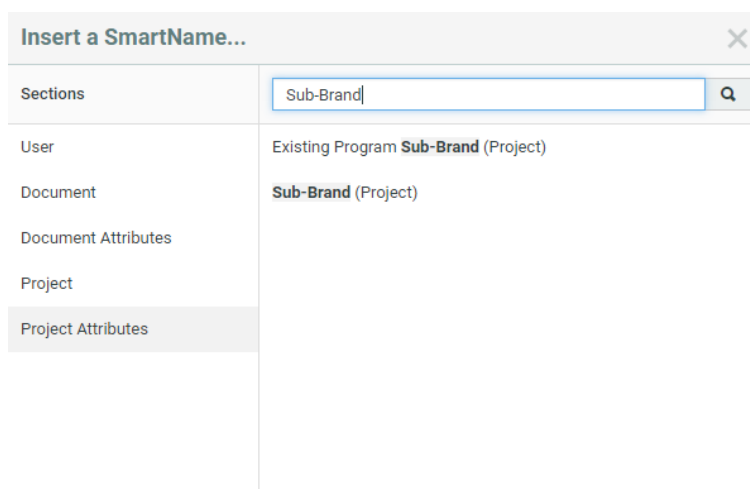 Insert a SmartName...
Sections
Sub-Brand
User
Existing Program Sub-Brand (Project)
Document
Sub-Brand (Project)
Document Attributes
Project
Project Attributes